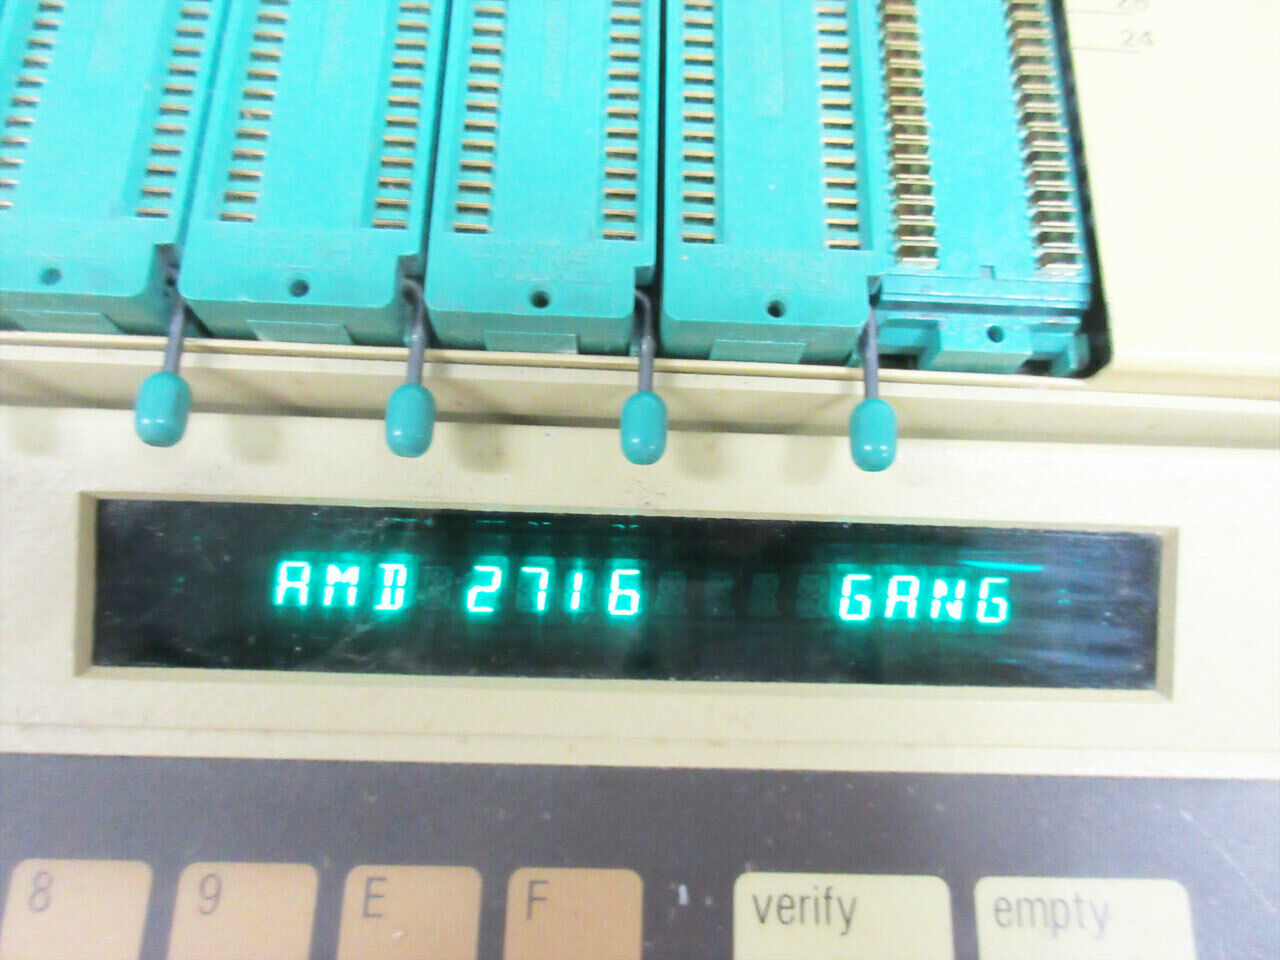 24
AMD 2716 GANG
8 9 E F verify empty